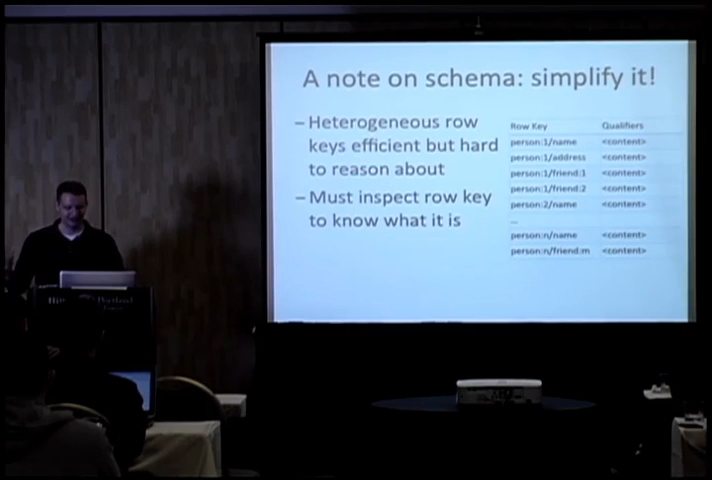 A note on schema: simplify it!
– Heterogeneous row
keys efficient but hard
to reason about
– Must inspect row key
to know what it is
Row Key Qualifiers
person:1/name <content>
person:1/address <content>
person:1/friend:1 <content>
person:1/friend:2 <content>
person:2/name <content>
...
person:n/name <content>
person:n/friend:m <content>
Portland